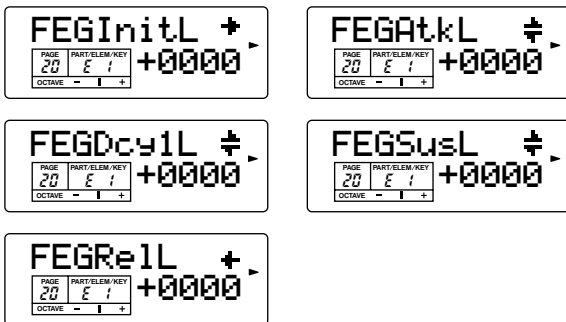 FEGInitL
PAGE PART/ELEM/KEY
20 E 1 +0000
OCTAVE – +
FEGAtkL
PAGE PART/ELEM/KEY
20 E 1 +0000
OCTAVE – +
FEGDcy1L
PAGE PART/ELEM/KEY
20 E 1 +0000
OCTAVE – +
FEGSusL
PAGE PART/ELEM/KEY
20 E 1 +0000
OCTAVE – +
FEGRelL
PAGE PART/ELEM/KEY
20 E 1 +0000
OCTAVE – +